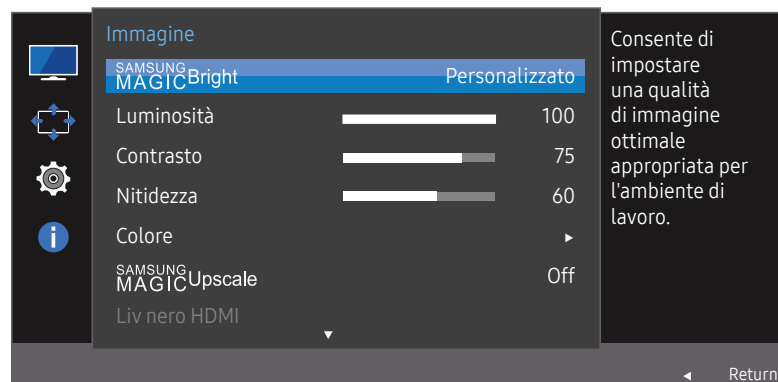 Immagine
SAMSUNG MAGICBright Personalizzato
Luminosità 100
Contrasto 75
Nitidezza 60
Colore
SAMSUNG MAGICUpscale Off
Liv nero HDMI
Consente di
impostare
una qualità
di immagine
ottimale
appropriata per
l'ambiente di
lavoro.
Return